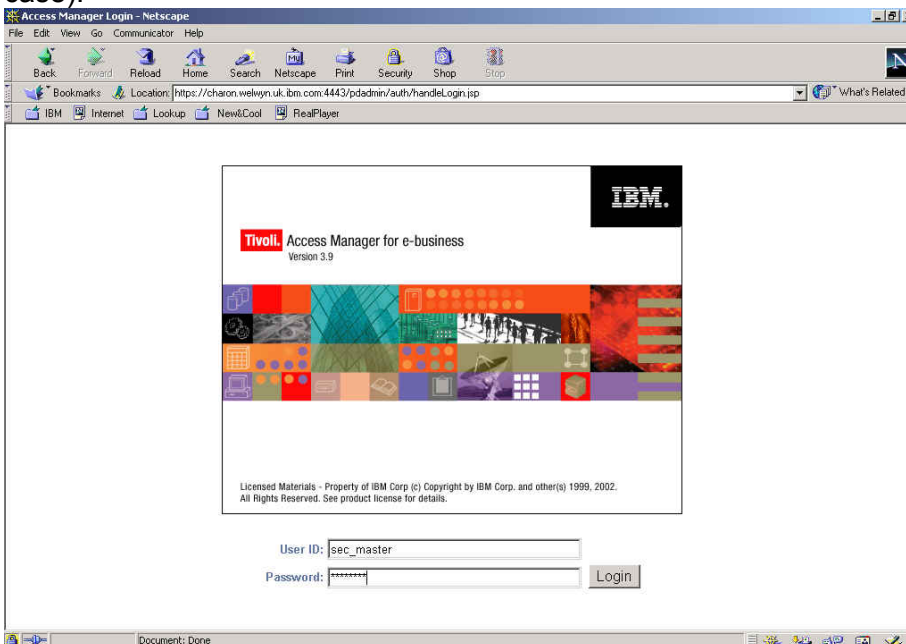 case).
Access Manager Login - Netscape
File Edit View Go Communicator Help
Back Forward Reload Home Search Netscape Print Security Shop Stop
Bookmarks Location: https://charon.welwyn.uk.ibm.com:4443/pdadmin/auth/handleLogin.jsp What's Related
IBM Internet Lookup New&Cool RealPlayer
IBM.
Tivoli. Access Manager for e-business
Version 3.9
Licensed Materials - Property of IBM Corp (c) Copyright by IBM Corp. and other(s) 1999, 2002.
All Rights Reserved. See product license for details.
User ID: sec_master
Password: ********
Login
Document: Done